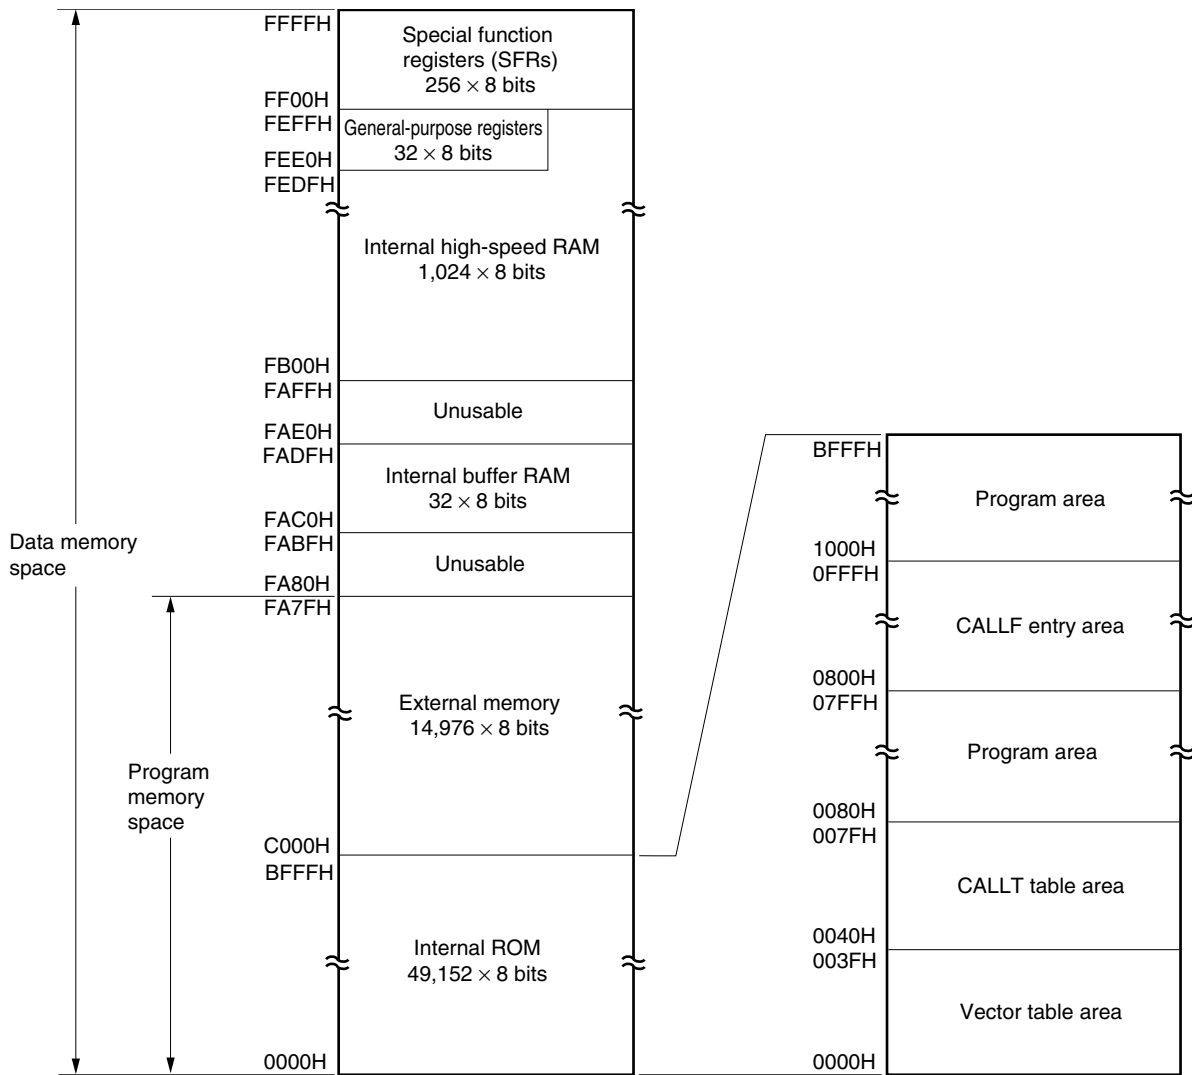 FFFFH
Special function
registers (SFRs)
256 × 8 bits
FF00H
FEFFH
General-purpose registers
32 × 8 bits
FEE0H
FEDFH
Internal high-speed RAM
1,024 × 8 bits
FB00H
FAFFH
Unusable
FAE0H
FADFH
Internal buffer RAM
32 × 8 bits
FAC0H
FABFH
Unusable
FA80H
FA7FH
Data memory
space
External memory
14,976 × 8 bits
Program
memory
space
C000H
BFFFH
Internal ROM
49,152 × 8 bits
0000H
BFFFH
Program area
1000H
0FFFH
CALLF entry area
0800H
07FFH
Program area
0080H
007FH
CALLT table area
0040H
003FH
Vector table area
0000H